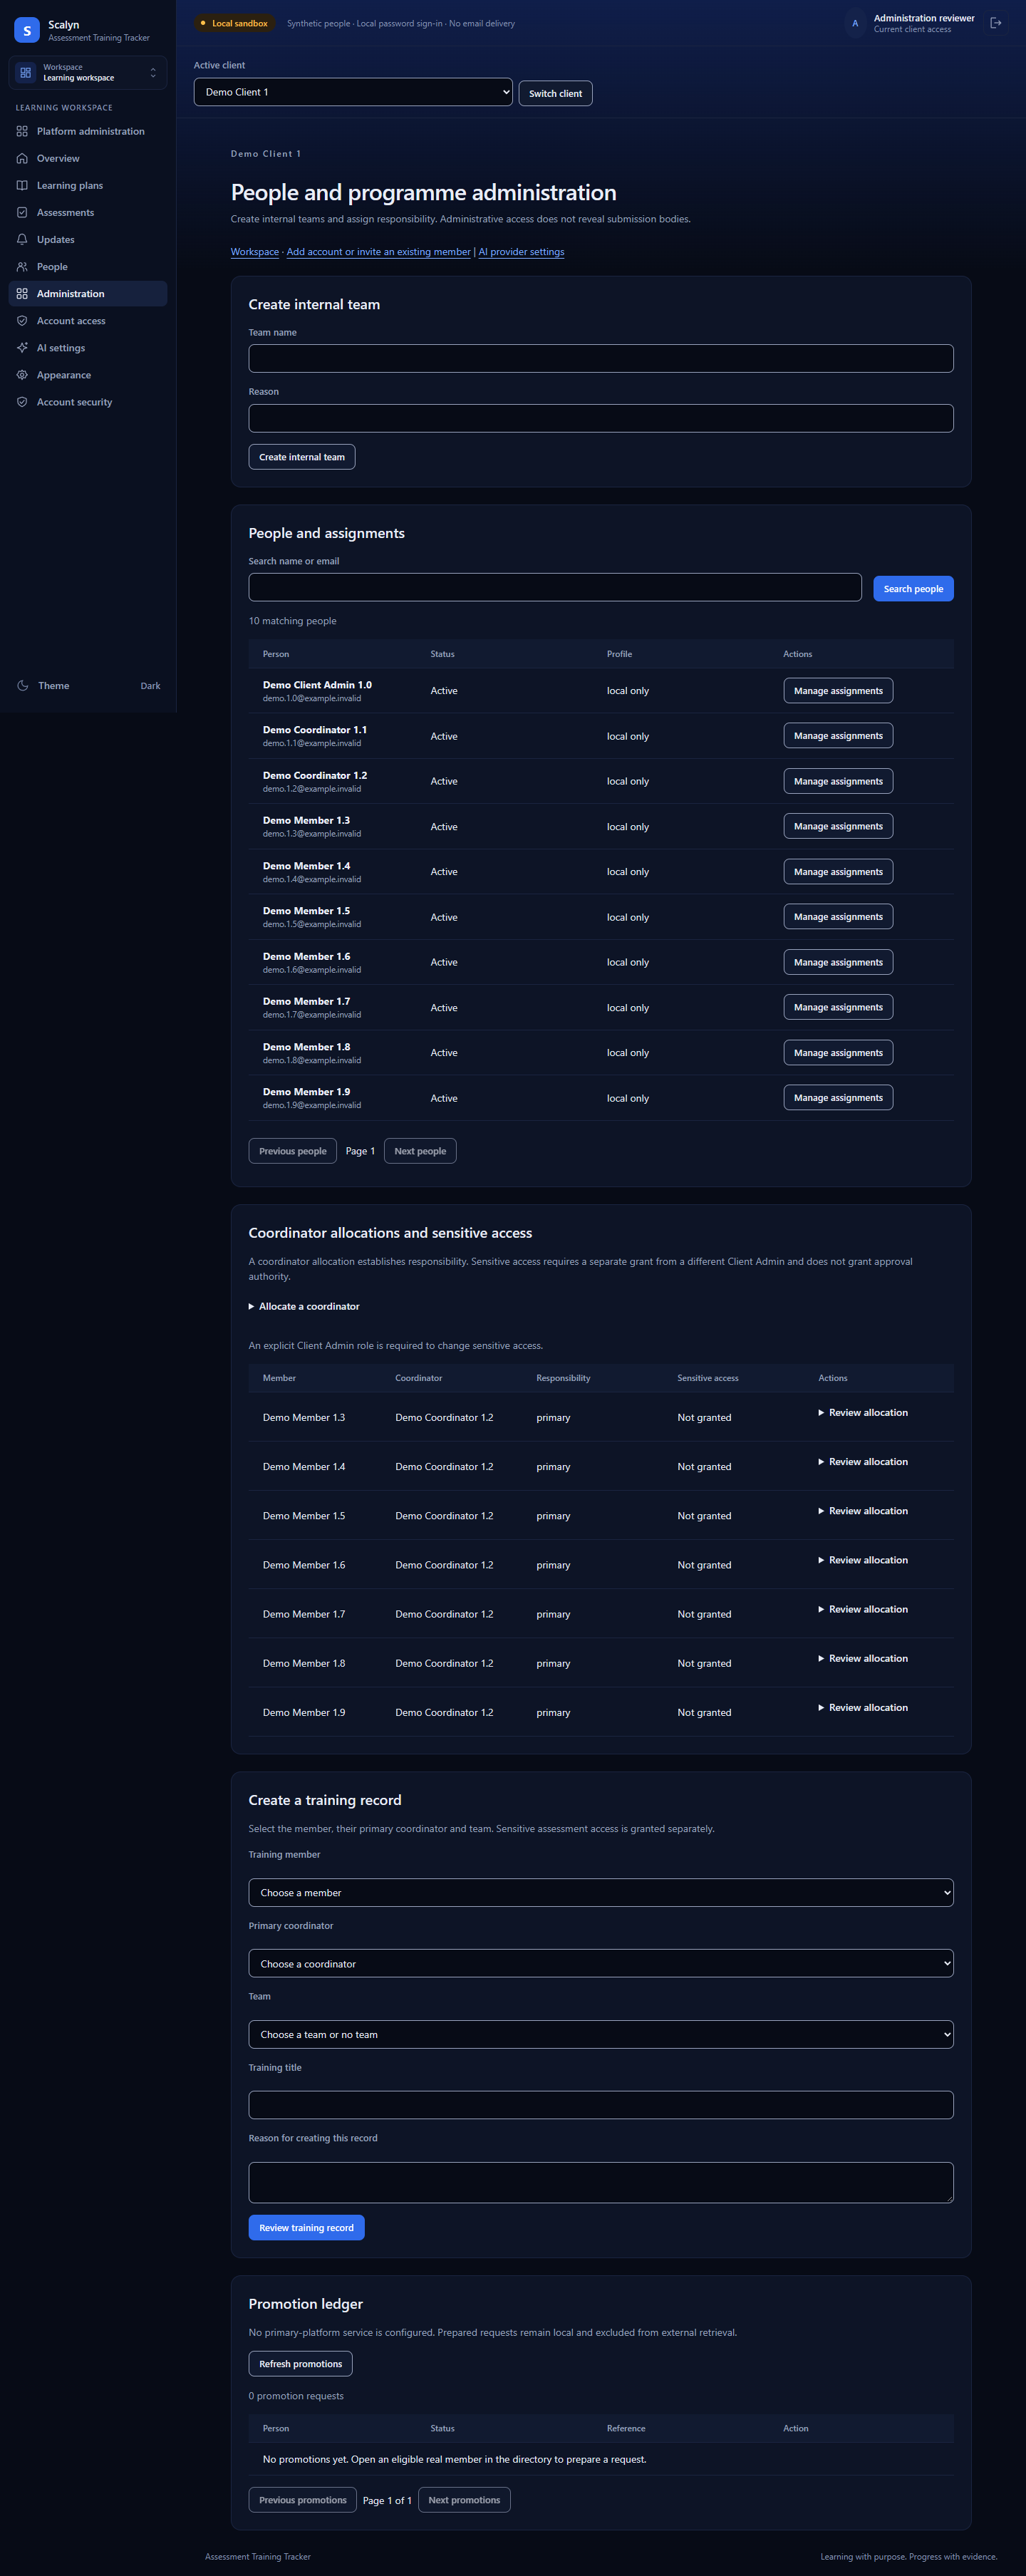 S
Scalyn
Assessment Training Tracker
Workspace
Learning workspace
LEARNING WORKSPACE
Platform administration
Overview
Learning plans
Assessments
Updates
People
Administration
Account access
AI settings
Appearance
Account security
Theme
Dark
Local sandbox
Synthetic people · Local password sign-in · No email delivery
A
Administration reviewer
Current client access
Active client
Demo Client 1
Switch client
Demo Client 1
People and programme administration
Create internal teams and assign responsibility. Administrative access does not reveal submission bodies.
Workspace · Add account or invite an existing member | AI provider settings
Create internal team
Team name
Reason
Create internal team
People and assignments
Search name or email
Search people
10 matching people
Person Status Profile Actions
Demo Client Admin 1.0
demo.1.0@example.invalid
Active local only Manage assignments
Demo Coordinator 1.1
demo.1.1@example.invalid
Active local only Manage assignments
Demo Coordinator 1.2
demo.1.2@example.invalid
Active local only Manage assignments
Demo Member 1.3
demo.1.3@example.invalid
Active local only Manage assignments
Demo Member 1.4
demo.1.4@example.invalid
Active local only Manage assignments
Demo Member 1.5
demo.1.5@example.invalid
Active local only Manage assignments
Demo Member 1.6
demo.1.6@example.invalid
Active local only Manage assignments
Demo Member 1.7
demo.1.7@example.invalid
Active local only Manage assignments
Demo Member 1.8
demo.1.8@example.invalid
Active local only Manage assignments
Demo Member 1.9
demo.1.9@example.invalid
Active local only Manage assignments
Previous people Page 1 Next people
Coordinator allocations and sensitive access
A coordinator allocation establishes responsibility. Sensitive access requires a separate grant from a different Client Admin and does not grant approval
authority.
Allocate a coordinator
An explicit Client Admin role is required to change sensitive access.
Member Coordinator Responsibility Sensitive access Actions
Demo Member 1.3 Demo Coordinator 1.2 primary Not granted Review allocation
Demo Member 1.4 Demo Coordinator 1.2 primary Not granted Review allocation
Demo Member 1.5 Demo Coordinator 1.2 primary Not granted Review allocation
Demo Member 1.6 Demo Coordinator 1.2 primary Not granted Review allocation
Demo Member 1.7 Demo Coordinator 1.2 primary Not granted Review allocation
Demo Member 1.8 Demo Coordinator 1.2 primary Not granted Review allocation
Demo Member 1.9 Demo Coordinator 1.2 primary Not granted Review allocation
Create a training record
Select the member, their primary coordinator and team. Sensitive assessment access is granted separately.
Training member
Choose a member
Primary coordinator
Choose a coordinator
Team
Choose a team or no team
Training title
Reason for creating this record
Review training record
Promotion ledger
No primary-platform service is configured. Prepared requests remain local and excluded from external retrieval.
Refresh promotions
0 promotion requests
Person Status Reference Action
No promotions yet. Open an eligible real member in the directory to prepare a request.
Previous promotions Page 1 of 1 Next promotions
Assessment Training Tracker
Learning with purpose. Progress with evidence.